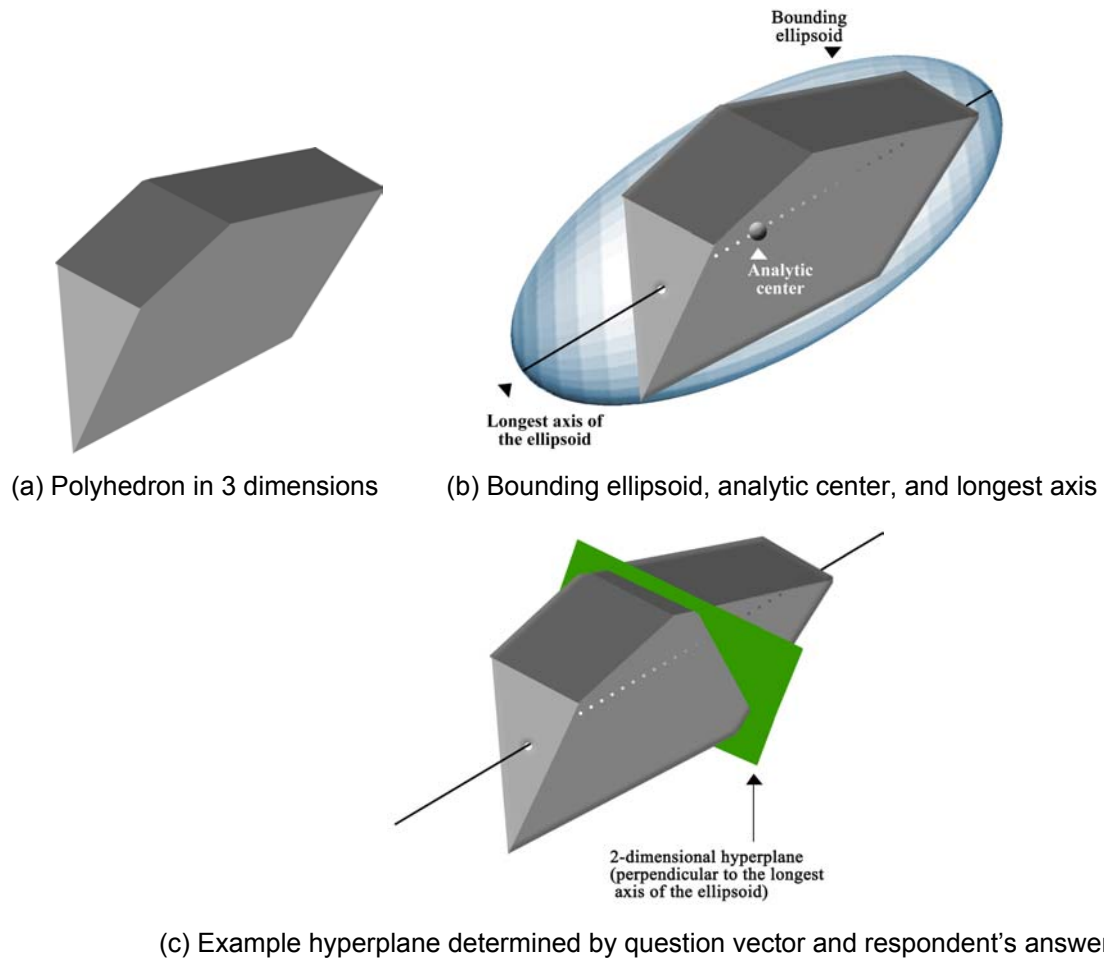 Bounding
ellipsoid
Analytic
center
Longest axis of
the ellipsoid
(a) Polyhedron in 3 dimensions
(b) Bounding ellipsoid, analytic center, and longest axis
2-dimensional hyperplane
(perpendicular to the longest
axis of the ellipsoid)
(c) Example hyperplane determined by question vector and respondent's answer